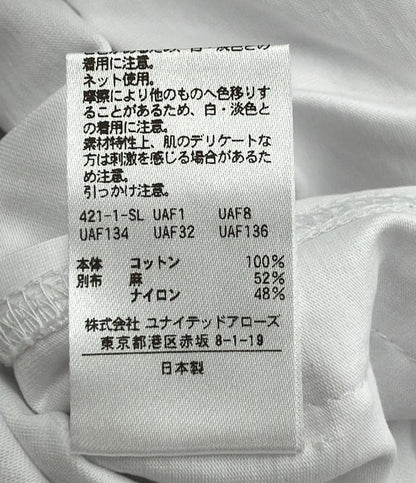 着用に注意。
ネット使用。
摩擦により他のものへ色移りす
ることがあるため、白・淡色と
の着用に注意。
素材特性上、肌のデリケートな
方は刺激を感じる場合があるため
ため注意。
引っかけ注意。
421-1-SL UAF1 UAF8
UAF134 UAF32 UAF136
本体 コットン 100%
別布 麻 52%
ナイロン 48%
株式会社 ユナイテッドアローズ
東京都港区赤坂 8-1-19
日本製